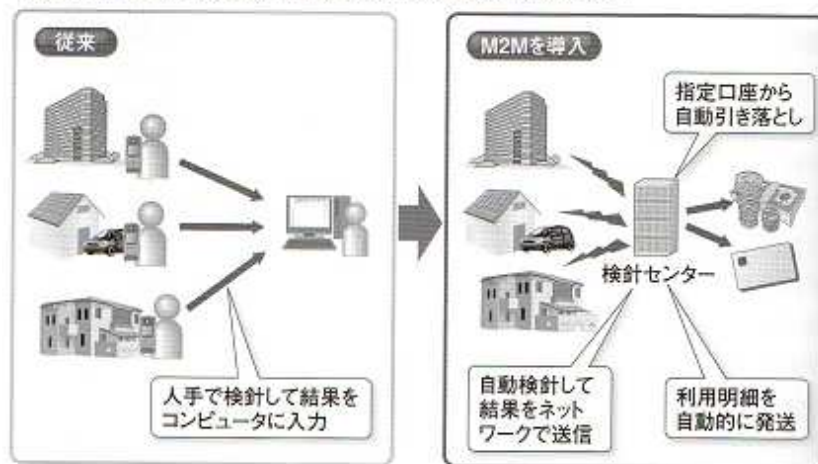 従来
人手で検針して結果を
コンピュータに入力
M2Mを導入
指定口座から
自動引き落とし
検針センター
自動検針して
結果をネット
ワークで送信
利用明細を
自動的に発送